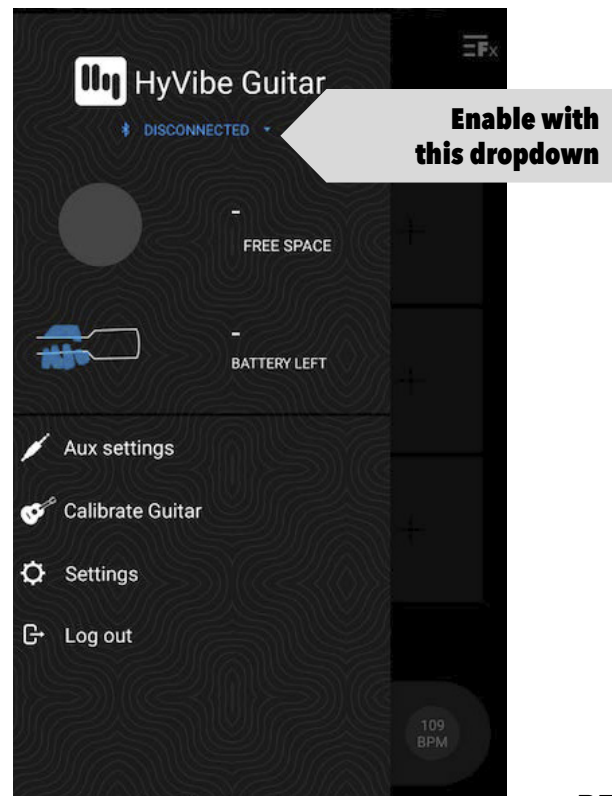 Fx
HyVibe Guitar
DISCONNECTED
Enable with
this dropdown
-
FREE SPACE
-
BATTERY LEFT
Aux settings
Calibrate Guitar
Settings
Log out
109
BPM